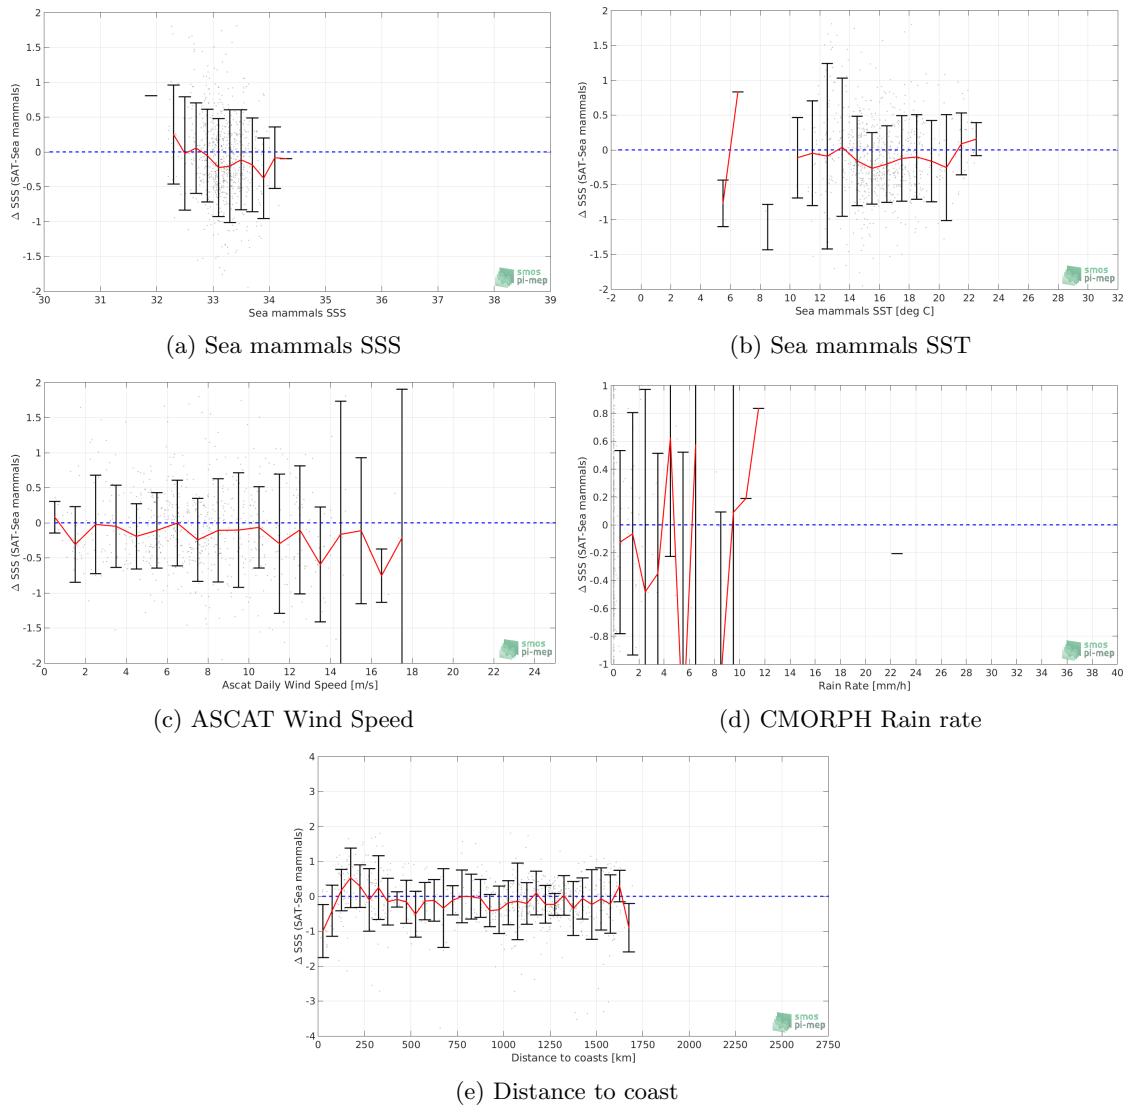 2
1.5
1
0.5
0
-0.5
-1
-1.5
-2
Δ SSS (SAT-Sea mammals)
30 31 32 33 34 35 36 37 38 39
Sea mammals SSS
smos
pi-mep
(a) Sea mammals SSS
2
1.5
1
0.5
0
-0.5
-1
-1.5
-2
Δ SSS (SAT-Sea mammals)
-2 0 2 4 6 8 10 12 14 16 18 20 22 24 26 28 30 32
Sea mammals SST [deg C]
smos
pi-mep
(b) Sea mammals SST
2
1.5
1
0.5
0
-0.5
-1
-1.5
-2
Δ SSS (SAT-Sea mammals)
0 2 4 6 8 10 12 14 16 18 20 22 24
Ascat Daily Wind Speed [m/s]
smos
pi-mep
(c) ASCAT Wind Speed
1
0.8
0.6
0.4
0.2
0
-0.2
-0.4
-0.6
-0.8
-1
Δ SSS (SAT-Sea mammals)
0 2 4 6 8 10 12 14 16 18 20 22 24 26 28 30 32 34 36 38 40
Rain Rate [mm/h]
smos
pi-mep
(d) CMORPH Rain rate
4
3
2
1
0
-1
-2
-3
-4
Δ SSS (SAT-Sea mammals)
0 250 500 750 1000 1250 1500 1750 2000 2250 2500 2750
Distance to coasts [km]
smos
pi-mep
(e) Distance to coast